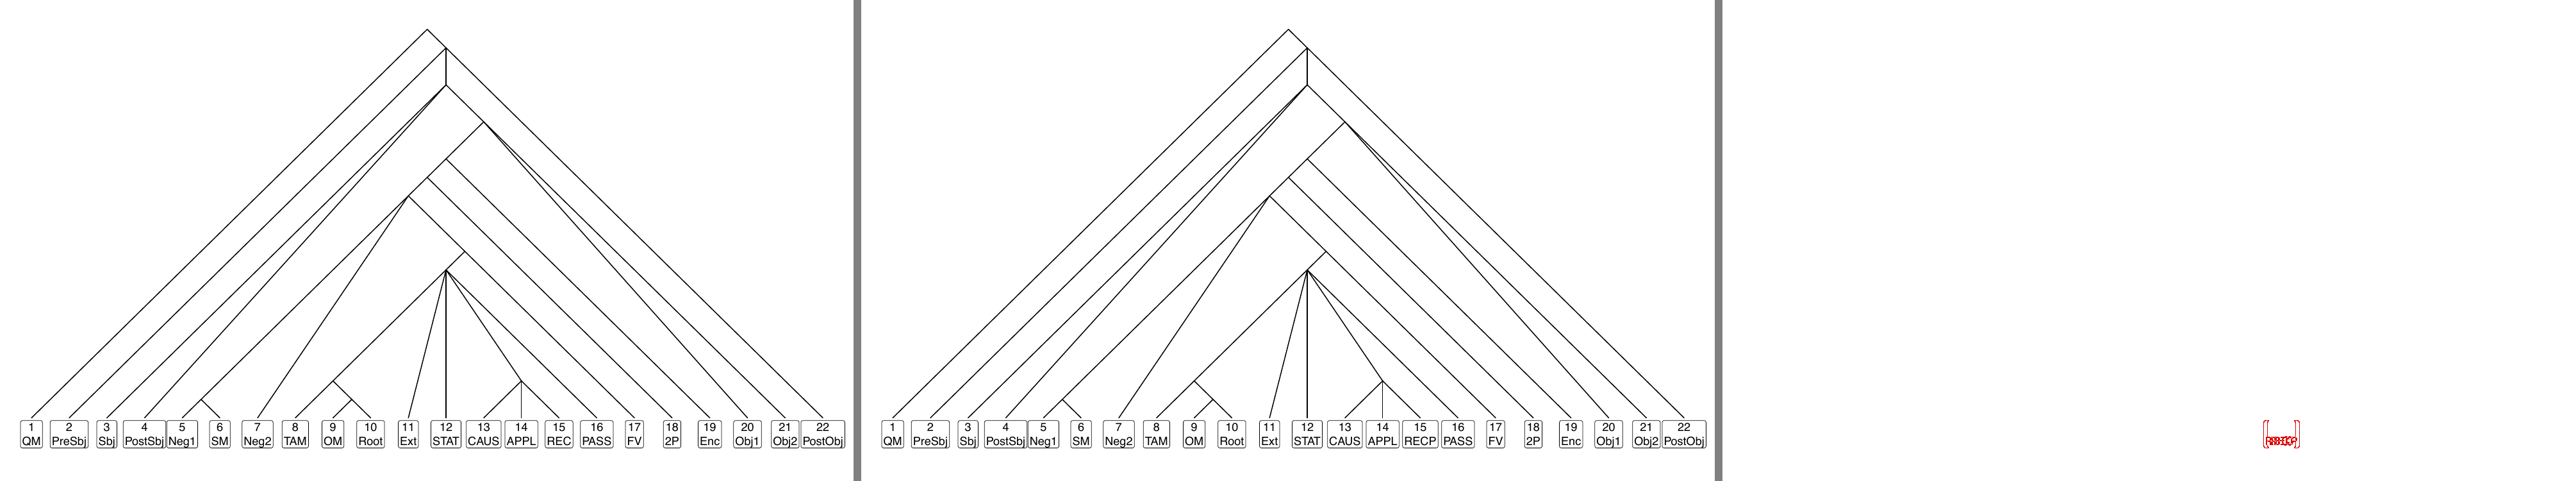 1 2 3 4 5 6 7 8 9 10 11 12 13 14 15 16 17 18 19 20 21 22
QM PreSbj Sbj PostSbj Neg1 SM Neg2 TAM OM Root Ext STAT CAUS APPL REC PASS FV 2P Enc Obj1 Obj2 PostObj
1 2 3 4 5 6 7 8 9 10 11 12 13 14 15 16 17 18 19 20 21 22
QM PreSbj Sbj PostSbj Neg1 SM Neg2 TAM OM Root Ext STAT CAUS APPL RECP PASS FV 2P Enc Obj1 Obj2 PostObj